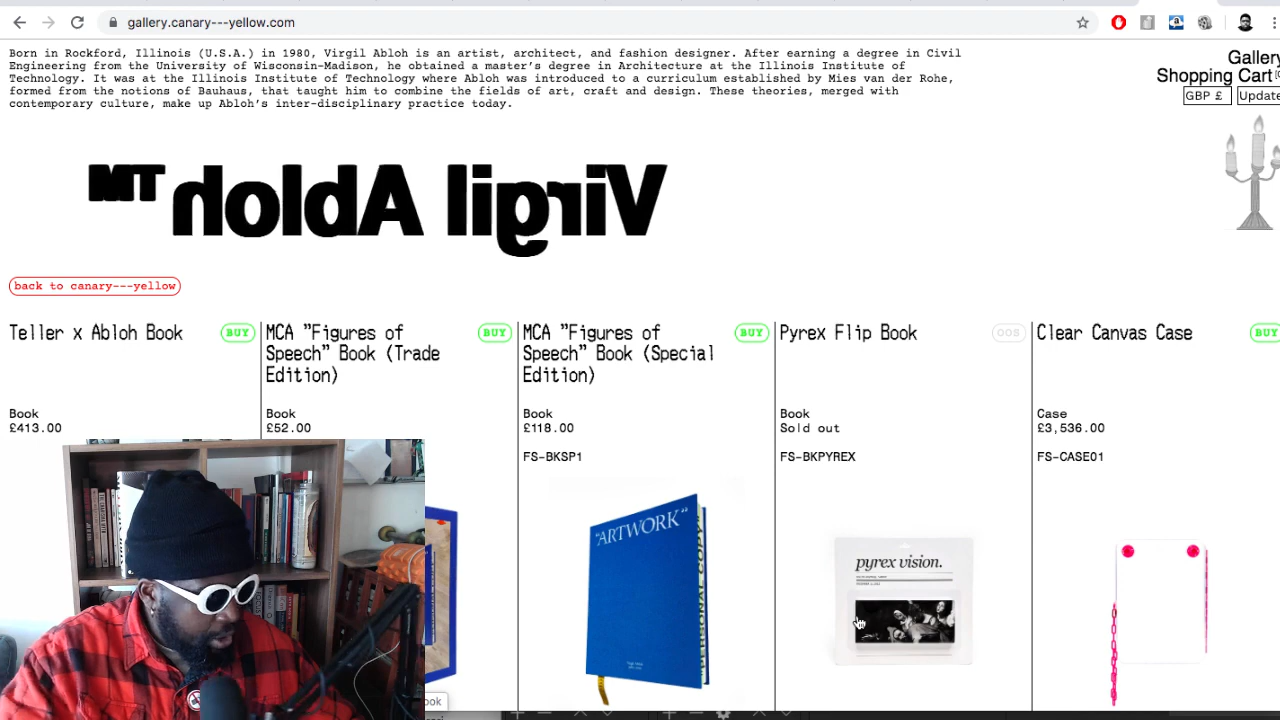 gallery.canary---yellow.com
Born in Rockford, Illinois (U.S.A.) in 1980, Virgil Abloh is an artist, architect, and fashion designer. After earning a degree in Civil
Engineering from the University of Wisconsin-Madison, he obtained a master's degree in Architecture at the Illinois Institute of
Technology. It was at the Illinois Institute of Technology where Abloh was introduced to a curriculum established by Mies van der Rohe,
formed from the notions of Bauhaus, that taught him to combine the fields of art, craft and design. These theories, merged with
contemporary culture, make up Abloh's inter-disciplinary practice today.
Gallery
Shopping Cart
GBP £ Update
Virgil Abloh TM
back to canary---yellow
Teller x Abloh Book BUY
Book
£413.00
MCA "Figures of BUY
Speech" Book (Trade
Edition)
Book
£52.00
MCA "Figures of BUY
Speech" Book (Special
Edition)
Book
£118.00
FS-BKSP1
"ARTWORK"
PERSONAL COPY
Pyrex Flip Book OOS
Book
Sold out
FS-BKPYREX
pyrex vision.
Clear Canvas Case BUY
Case
£3,536.00
FS-CASE01
ook